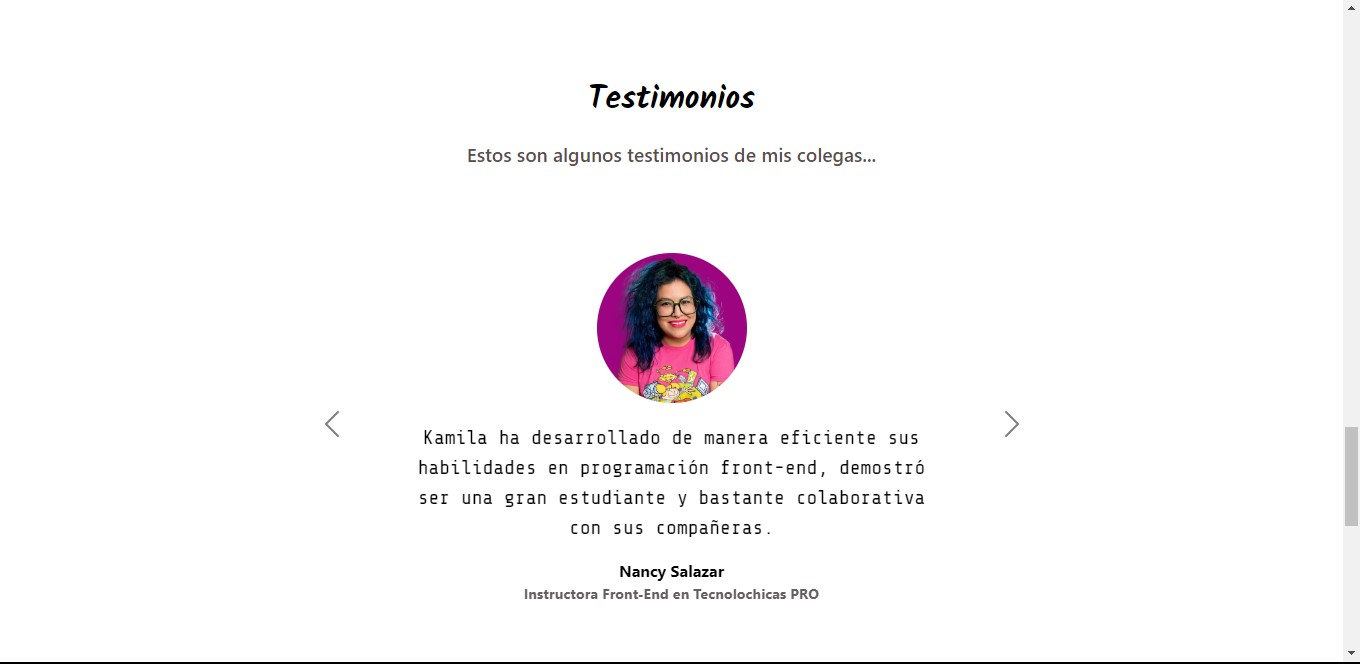 Testimonios
Estos son algunos testimonios de mis colegas...
Kamila ha desarrollado de manera eficiente sus
habilidades en programación front-end, demostró
ser una gran estudiante y bastante colaborativa
con sus compañeras.
Nancy Salazar
Instructora Front-End en Tecnolochicas PRO